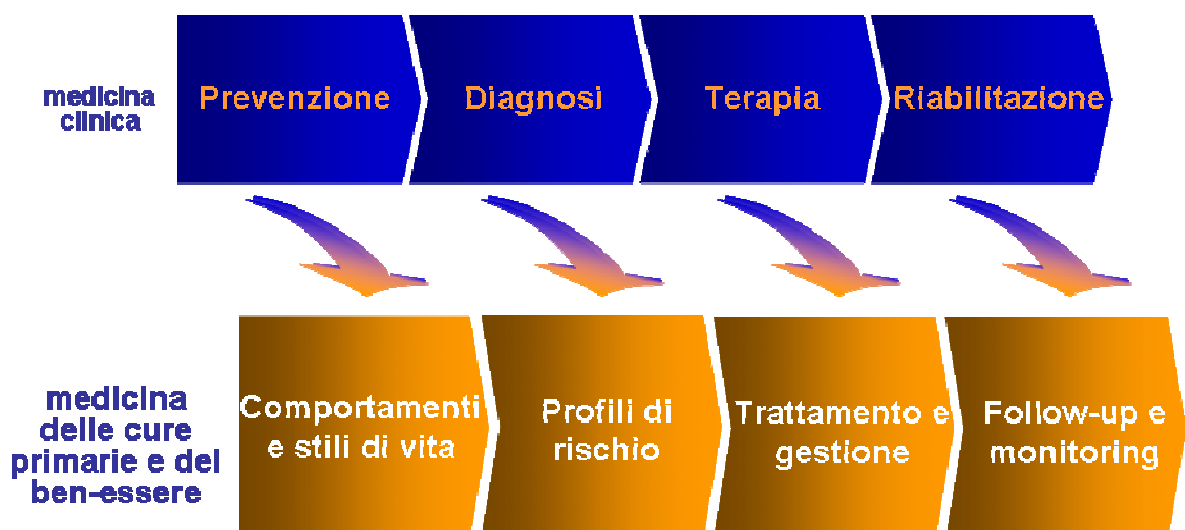 medicina
clinica
Prevenzione
Diagnosi
Terapia
Riabilitazione
medicina
delle cure
primarie e del
ben-essere
Comportamenti
e stili di vita
Profili di
rischio
Trattamento e
gestione
Follow-up e
monitoring